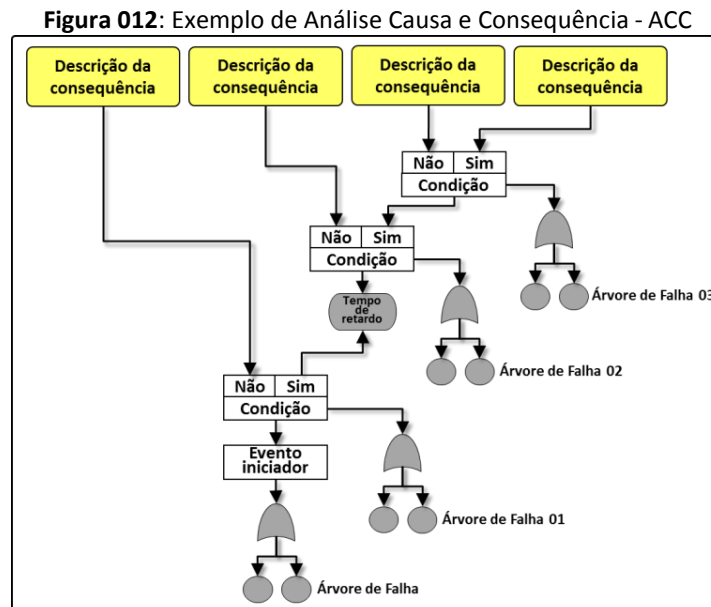 Figura 012: Exemplo de Análise Causa e Consequência - ACC
Descrição da
consequência
Descrição da
consequência
Descrição da
consequência
Descrição da
consequência
Não Sim
Condição
Não Sim
Condição
Árvore de Falha 03
Tempo
de
retardo
Árvore de Falha 02
Não Sim
Condição
Evento
iniciador
Árvore de Falha 01
Árvore de Falha